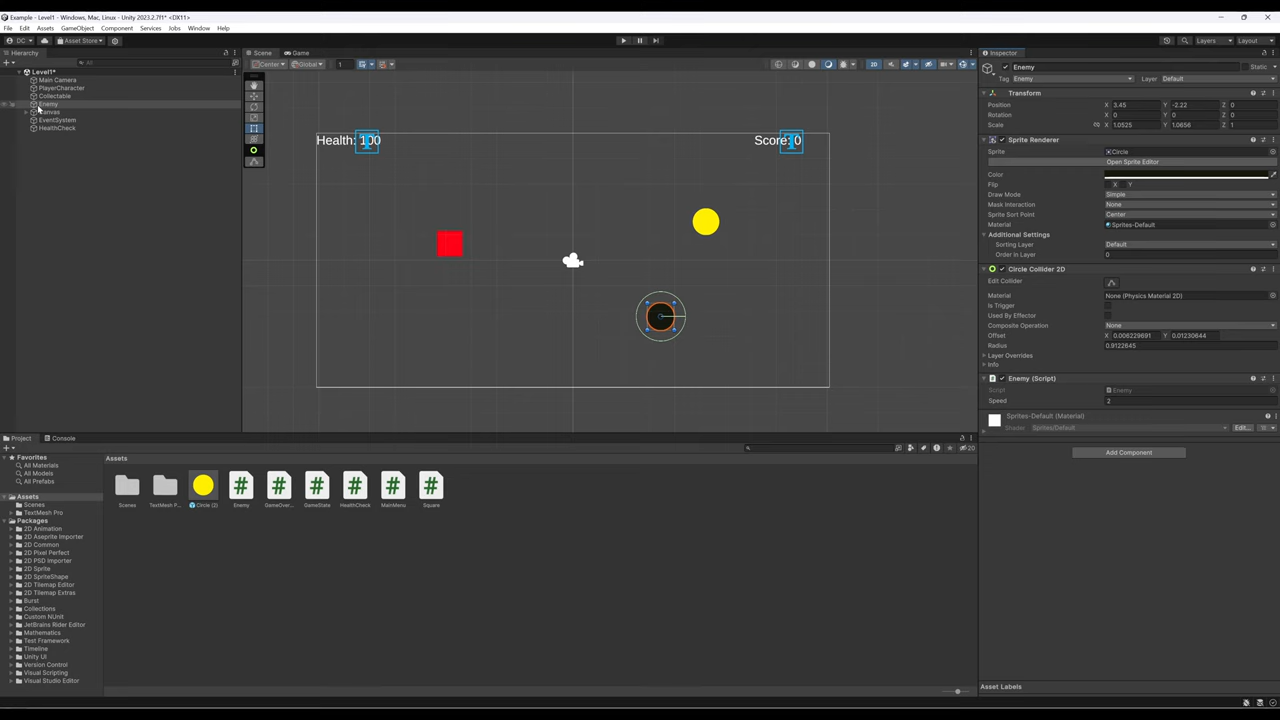 Example - Level1 - Windows, Mac, Linux - Unity 2023.2.7f1* <DX11>
File Edit Assets GameObject Component Services Jobs Window Help
DC Asset Store Layers Layout
Hierarchy
All
Level1*
Main Camera
PlayerCharacter
Collectable
Enemy
Canvas
EventSystem
HealthCheck
Scene Game
Center Global 1 2D
Health: 100
Score: 0
Inspector
Enemy Static
Tag Enemy Layer Default
Transform
Position X 3.45 Y -2.22 Z 0
Rotation X 0 Y 0 Z 0
Scale X 1.0525 Y 1.0656 Z 1
Sprite Renderer
Sprite Circle
Open Sprite Editor
Color
Flip X Y
Draw Mode Simple
Mask Interaction None
Sprite Sort Point Center
Material Sprites-Default
Additional Settings
Sorting Layer Default
Order in Layer 0
Circle Collider 2D
Edit Collider
Material None (Physics Material 2D)
Is Trigger
Used By Effector
Composite Operation None
Offset X 0.006229691 Y 0.01230644
Radius 0.9122645
Layer Overrides
Info
Enemy (Script)
Script Enemy
Speed 2
Sprites-Default (Material)
Shader Sprites/Default Edit...
Add Component
Asset Labels
Project Console
20
Favorites
All Materials
All Models
All Prefabs
Assets
Scenes
TextMesh Pro
Packages
2D Animation
2D Aseprite Importer
2D Common
2D Pixel Perfect
2D PSD Importer
2D Sprite
2D SpriteShape
2D Tilemap Editor
2D Tilemap Extras
Burst
Collections
Custom NUnit
JetBrains Rider Editor
Mathematics
Test Framework
Timeline
Unity UI
Version Control
Visual Scripting
Visual Studio Editor
Assets
Scenes TextMesh P... Circle (2) Enemy GameOver... GameState HealthCheck MainMenu Square